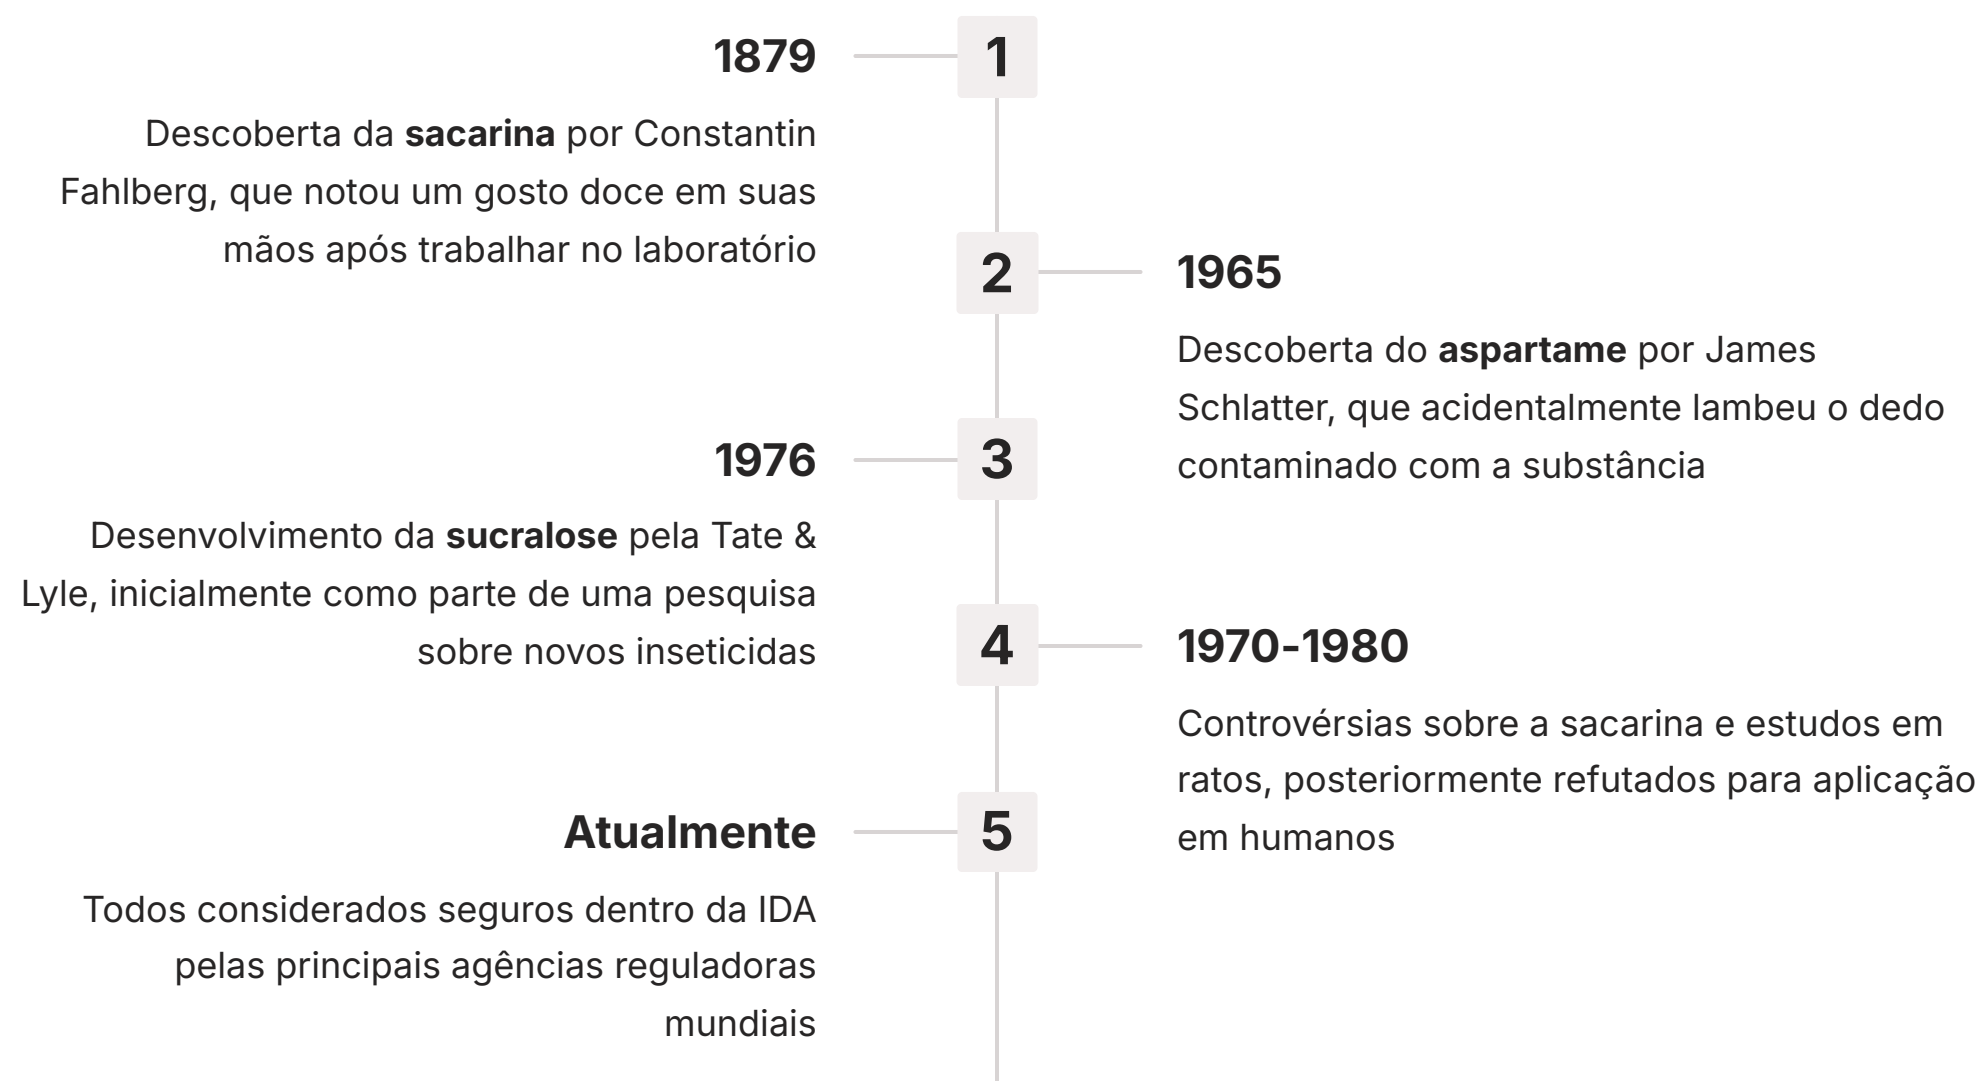 1
1879
Descoberta da sacarina por Constantin
Fahlberg, que notou um gosto doce em suas
mãos após trabalhar no laboratório
2
1965
Descoberta do aspartame por James
Schlatter, que acidentalmente lambeu o dedo
contaminado com a substância
3
1976
Desenvolvimento da sucralose pela Tate &
Lyle, inicialmente como parte de uma pesquisa
sobre novos inseticidas
4
1970-1980
Controvérsias sobre a sacarina e estudos em
ratos, posteriormente refutados para aplicação
em humanos
5
Atualmente
Todos considerados seguros dentro da IDA
pelas principais agências reguladoras
mundiais